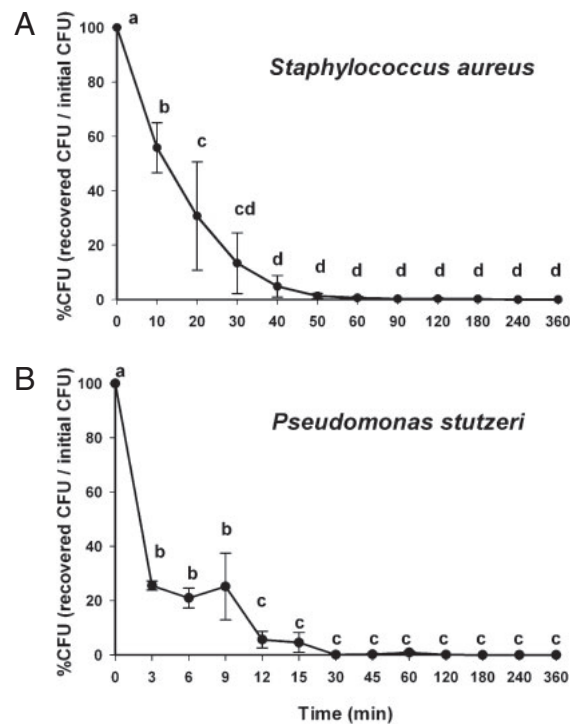 A
%CFU (recovered CFU / initial CFU)
100
80
60
40
20
0
Staphylococcus aureus
a
b
c
cd
d
d
d
d
d
d
d
d
0 10 20 30 40 50 60 90 120 180 240 360
B
%CFU (recovered CFU / initial CFU)
100
80
60
40
20
0
Pseudomonas stutzeri
a
b
b
b
c
c
c
c
c
c
c
c
c
0 3 6 9 12 15 30 45 60 120 180 240 360
Time (min)